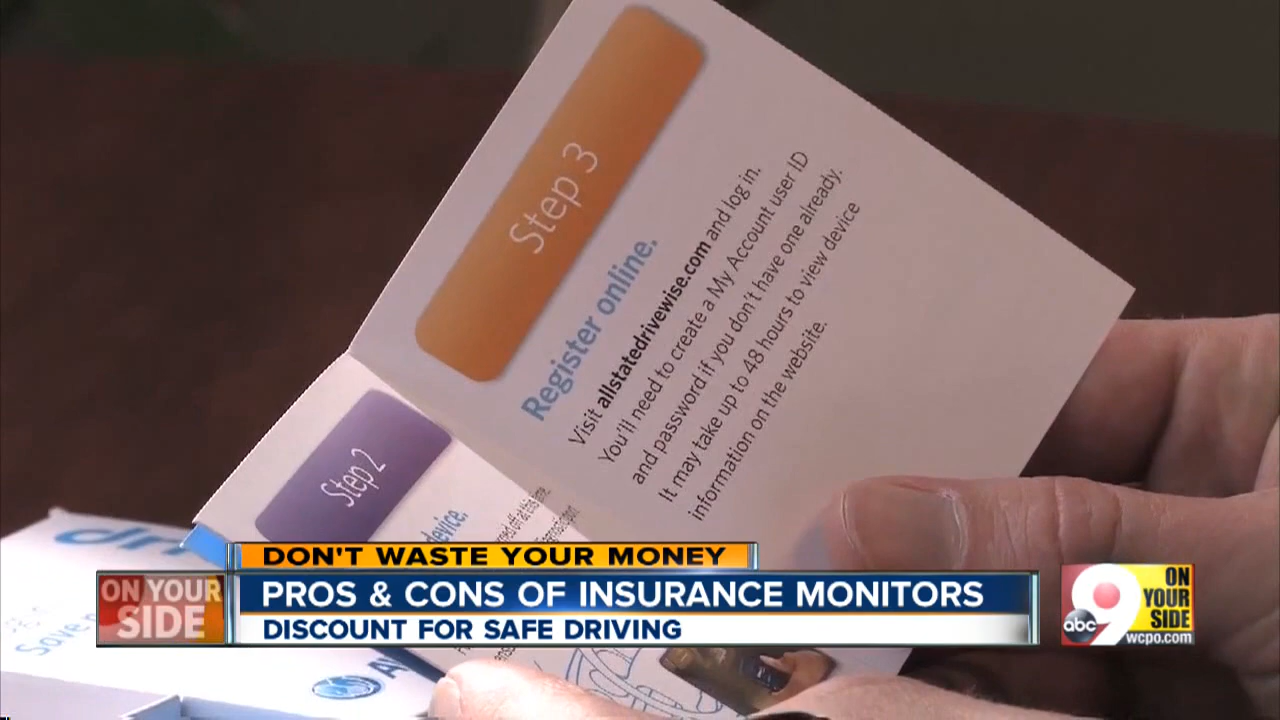 Step 3
Register online.
Visit allstatedrivewise.com and log in.
You'll need to create a My Account user ID
and password if you don't have one already.
It may take up to 48 hours to view device
information on the website.
Step 2
device.
Save
DON'T WASTE YOUR MONEY
ON YOUR
SIDE
PROS & CONS OF INSURANCE MONITORS
DISCOUNT FOR SAFE DRIVING
9
abc
ON
YOUR
SIDE
wcpo.com